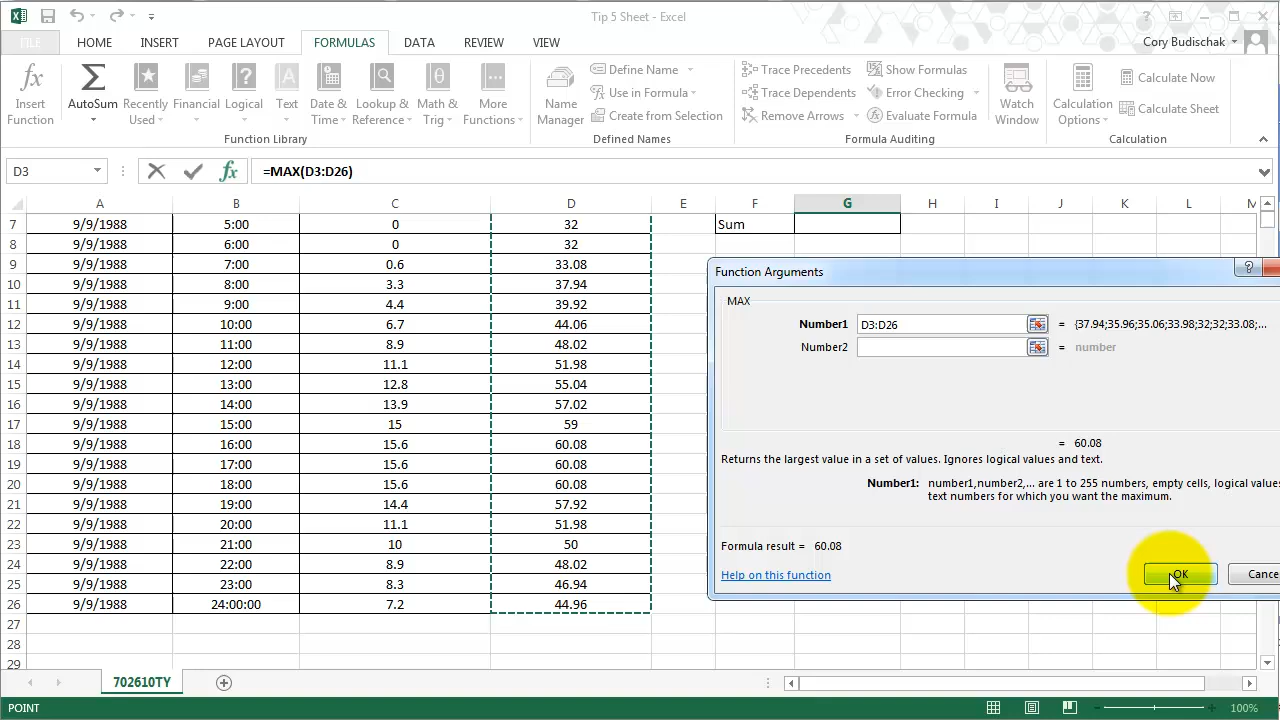 Tip 5 Sheet - Excel
FILE HOME INSERT PAGE LAYOUT FORMULAS DATA REVIEW VIEW Cory Budischak
Insert Function
AutoSum
Recently Used
Financial
Logical
Text
Date & Time
Lookup & Reference
Math & Trig
More Functions
Function Library
Name Manager
Define Name
Use in Formula
Create from Selection
Defined Names
Trace Precedents
Trace Dependents
Remove Arrows
Show Formulas
Error Checking
Evaluate Formula
Formula Auditing
Watch Window
Calculation Options
Calculate Now
Calculate Sheet
Calculation
D3 fx =MAX(D3:D26)
A B C D E F G H I J K L M
7 9/9/1988 5:00 0 32 Sum
8 9/9/1988 6:00 0 32
9 9/9/1988 7:00 0.6 33.08
10 9/9/1988 8:00 3.3 37.94
11 9/9/1988 9:00 4.4 39.92
12 9/9/1988 10:00 6.7 44.06
13 9/9/1988 11:00 8.9 48.02
14 9/9/1988 12:00 11.1 51.98
15 9/9/1988 13:00 12.8 55.04
16 9/9/1988 14:00 13.9 57.02
17 9/9/1988 15:00 15 59
18 9/9/1988 16:00 15.6 60.08
19 9/9/1988 17:00 15.6 60.08
20 9/9/1988 18:00 15.6 60.08
21 9/9/1988 19:00 14.4 57.92
22 9/9/1988 20:00 11.1 51.98
23 9/9/1988 21:00 10 50
24 9/9/1988 22:00 8.9 48.02
25 9/9/1988 23:00 8.3 46.94
26 9/9/1988 24:00:00 7.2 44.96
27
28
29
Function Arguments
MAX
Number1 D3:D26 = {37.94;35.96;35.06;33.98;32;32;33.08;...
Number2 = number
= 60.08
Returns the largest value in a set of values. Ignores logical values and text.
Number1: number1,number2,... are 1 to 255 numbers, empty cells, logical values
text numbers for which you want the maximum.
Formula result = 60.08
Help on this function
OK Cance
702610TY
POINT 100%